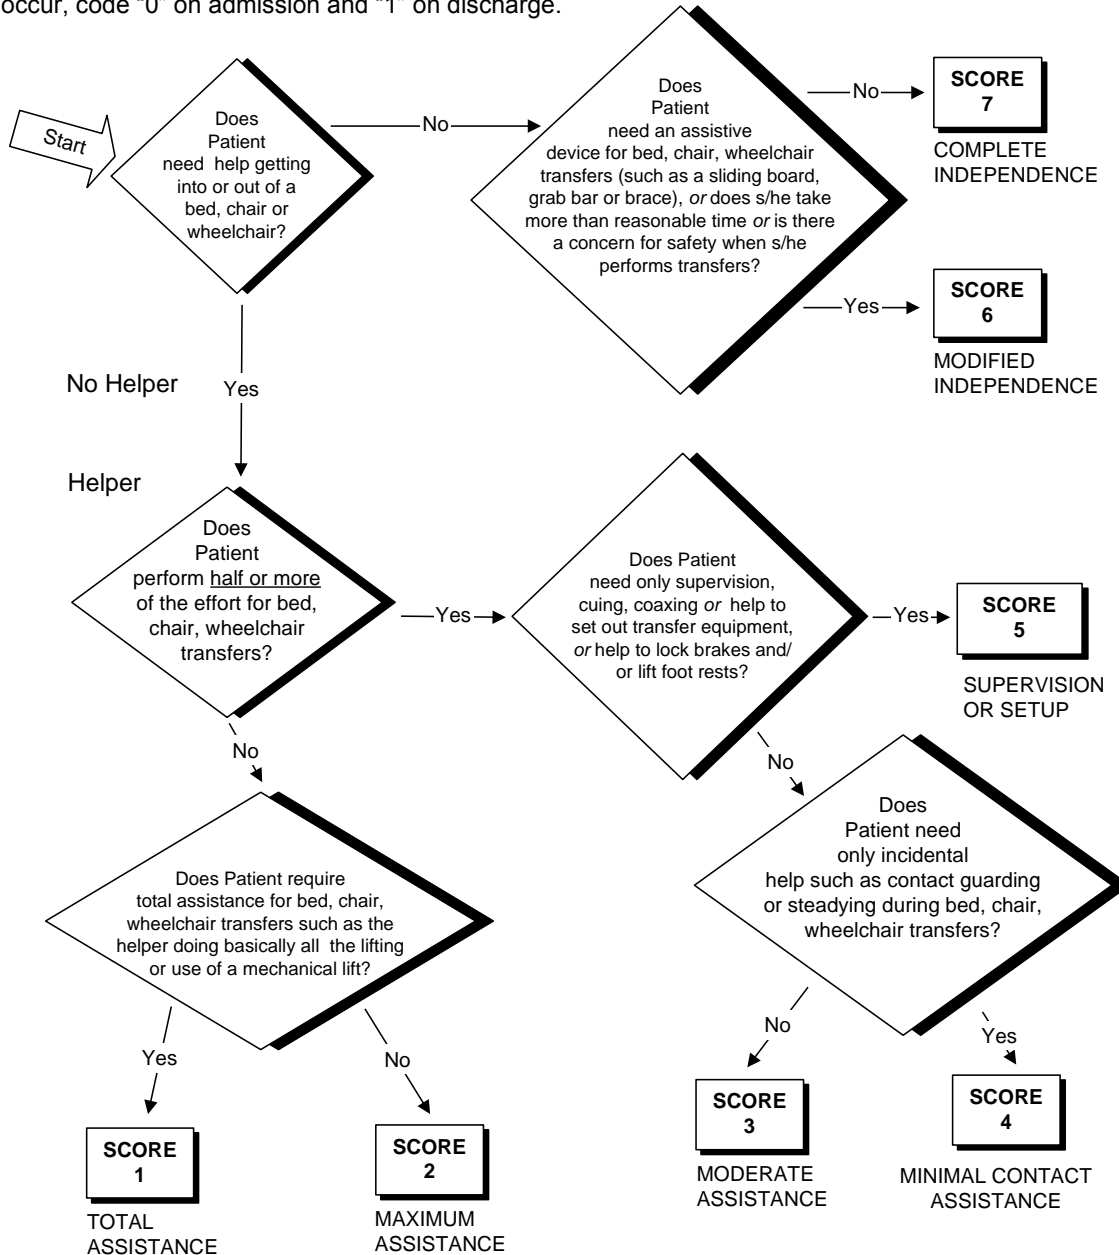 occur, code “0” on admission and “1” on discharge.
Start
Does
Patient
need help getting
into or out of a
bed, chair or
wheelchair?
No
Does
Patient
need an assistive
device for bed, chair, wheelchair
transfers (such as a sliding board,
grab bar or brace), or does s/he take
more than reasonable time or is there
a concern for safety when s/he
performs transfers?
No
SCORE
7
COMPLETE
INDEPENDENCE
Yes
SCORE
6
MODIFIED
INDEPENDENCE
No Helper
Yes
Helper
Does
Patient
perform half or more
of the effort for bed,
chair, wheelchair
transfers?
Yes
Does Patient
need only supervision,
cuing, coaxing or help to
set out transfer equipment,
or help to lock brakes and/
or lift foot rests?
Yes
SCORE
5
SUPERVISION
OR SETUP
No
No
Does Patient require
total assistance for bed, chair,
wheelchair transfers such as the
helper doing basically all the lifting
or use of a mechanical lift?
Does
Patient need
only incidental
help such as contact guarding
or steadying during bed, chair,
wheelchair transfers?
Yes
No
No
Yes
SCORE
1
TOTAL
ASSISTANCE
SCORE
2
MAXIMUM
ASSISTANCE
SCORE
3
MODERATE
ASSISTANCE
SCORE
4
MINIMAL CONTACT
ASSISTANCE